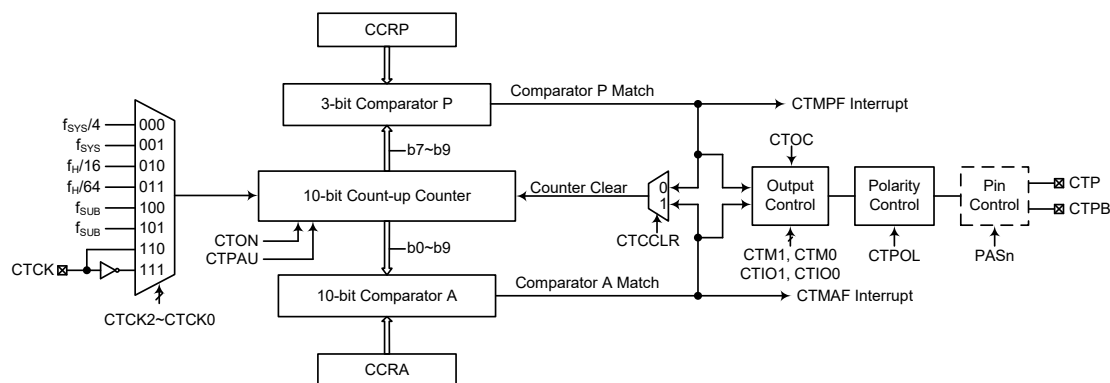 CCRP
3-bit Comparator P
Comparator P Match
CTMPF Interrupt
b7~b9
fSYS/4
000
fSYS
001
fH/16
010
fH/64
011
fSUB
100
fSUB
101
110
CTCK
111
CTCK2~CTCK0
10-bit Count-up Counter
CTON
CTPAU
Counter Clear
0
1
CTCCLR
CTOC
Output
Control
CTM1, CTM0
CTIO1, CTIO0
Polarity
Control
CTPOL
Pin
Control
PASn
CTP
CTPB
b0~b9
10-bit Comparator A
Comparator A Match
CTMAF Interrupt
CCRA